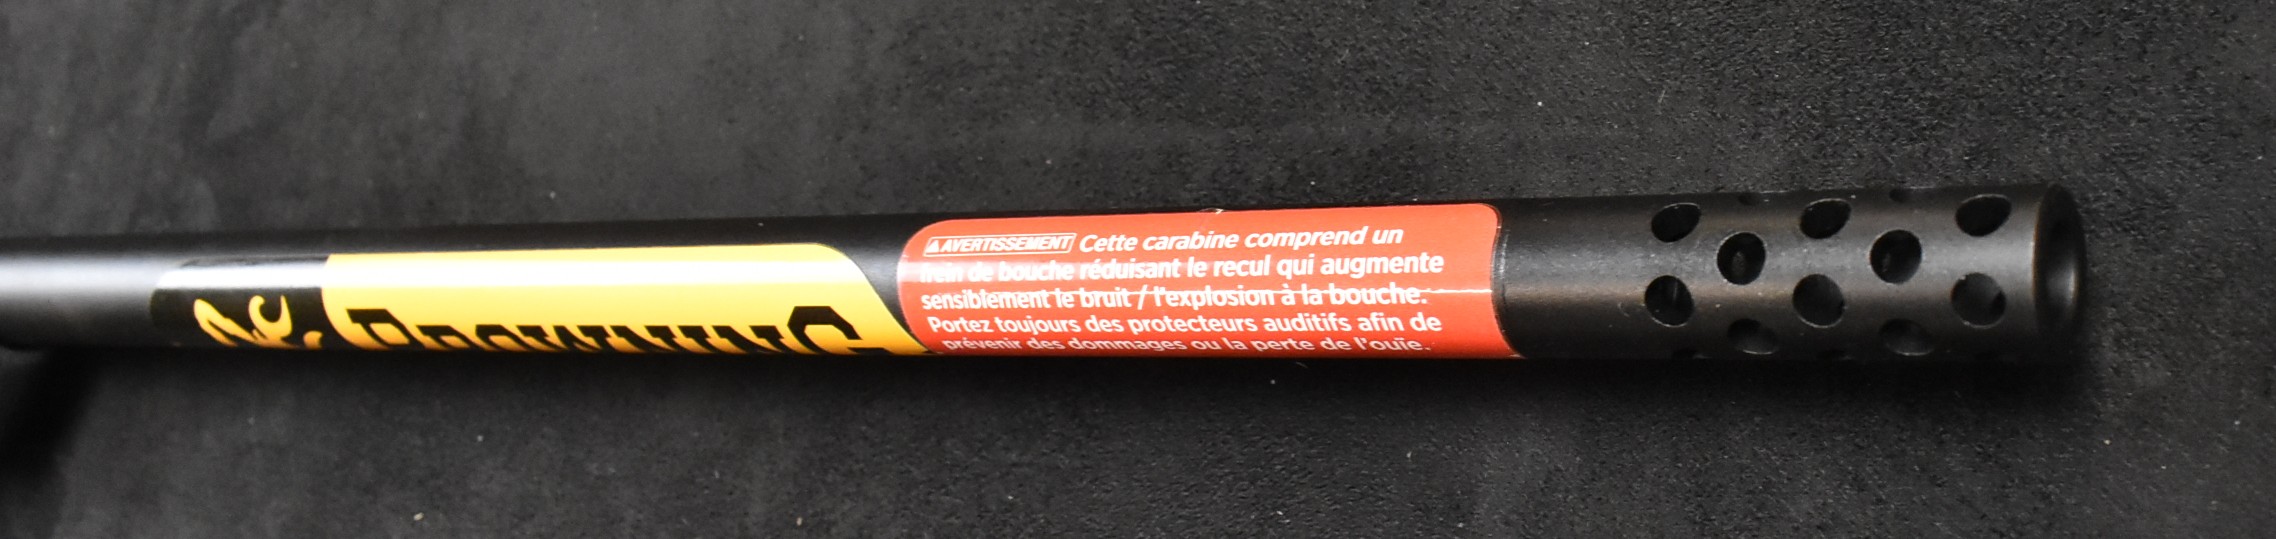 BROWNING
AVERTISSEMENT Cette carabine comprend un
frein de bouche réduisant le recul qui augmente
sensiblement le bruit / l'explosion à la bouche.
Portez toujours des protecteurs auditifs afin de
prévenir des dommages ou la perte de l'ouïe.